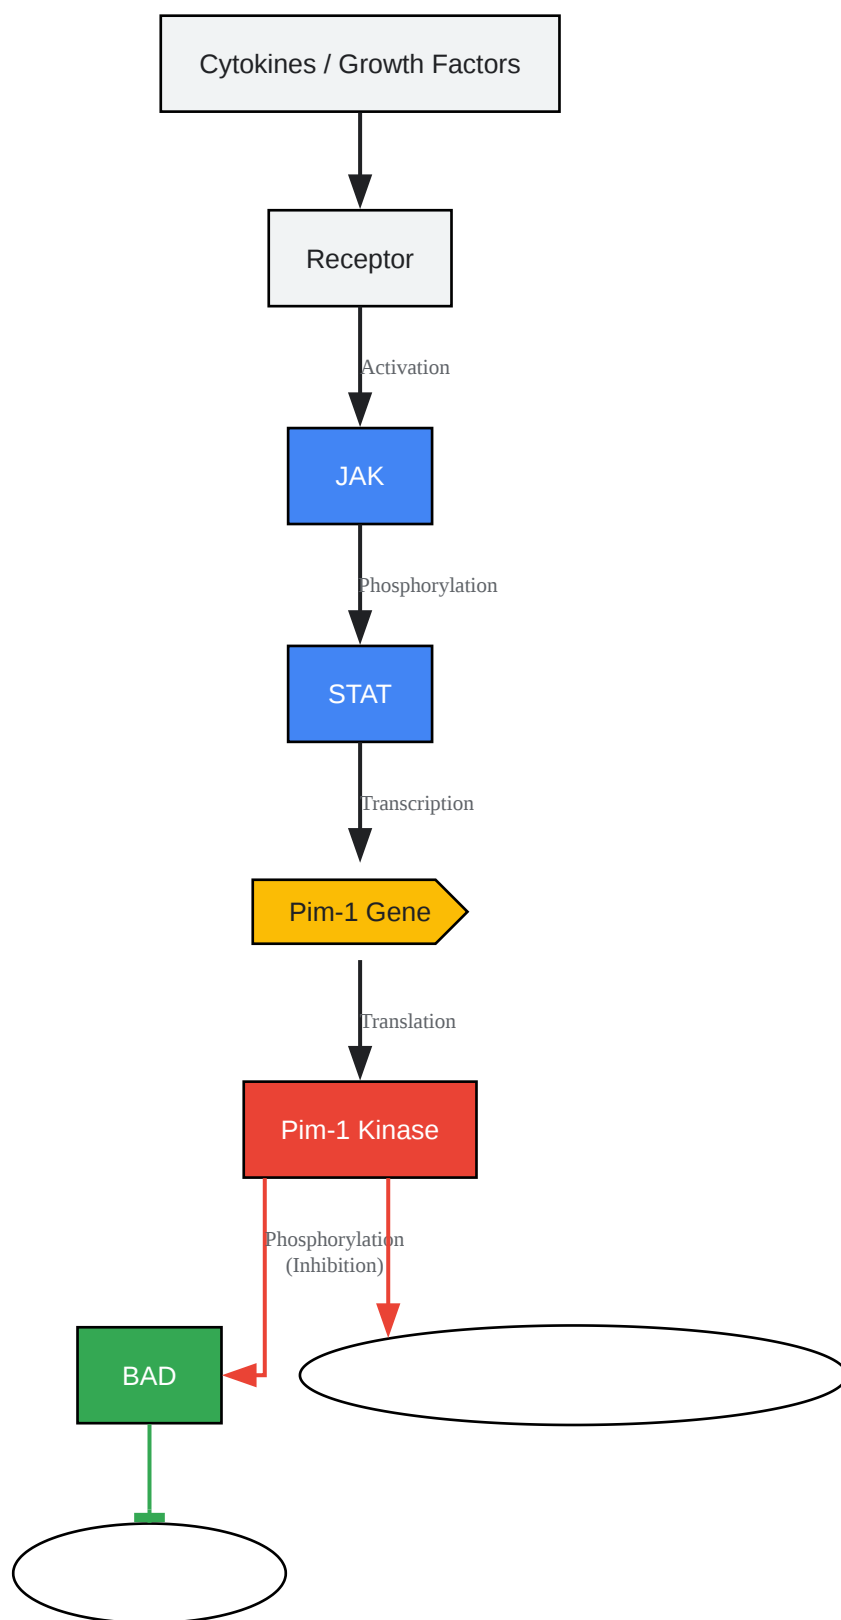 Cytokines / Growth Factors
Receptor
Activation
JAK
Phosphorylation
STAT
Transcription
Pim-1 Gene
Translation
Pim-1 Kinase
Phosphorylation
(Inhibition)
BAD